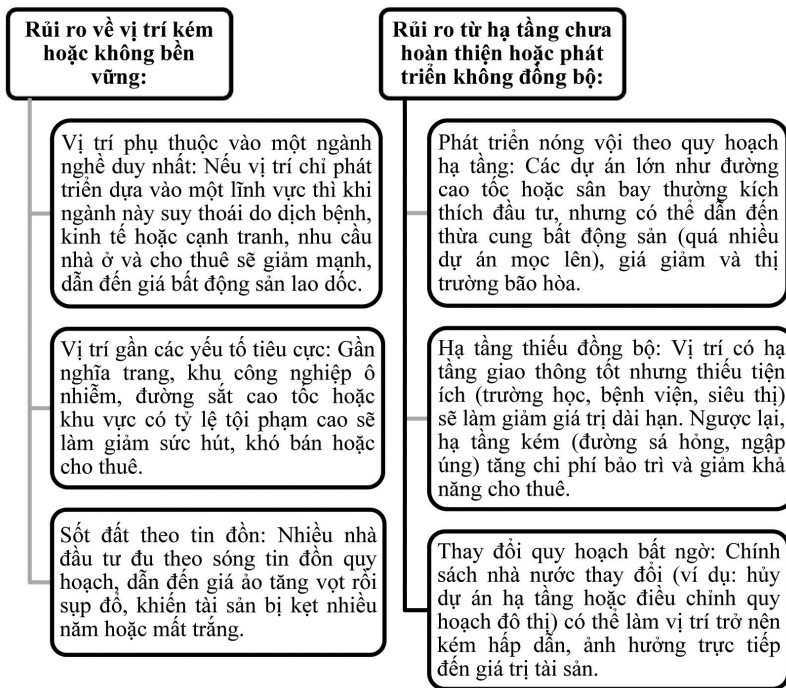 Rủi ro về vị trí kém
hoặc không bền
vững:
Vị trí phụ thuộc vào một ngành
nghề duy nhất: Nếu vị trí chỉ phát
triển dựa vào một lĩnh vực thì khi
ngành này suy thoái do dịch bệnh,
kinh tế hoặc cạnh tranh, nhu cầu
nhà ở và cho thuê sẽ giảm mạnh,
dẫn đến giá bất động sản lao dốc.
Vị trí gần các yếu tố tiêu cực: Gần
nghĩa trang, khu công nghiệp ô
nhiễm, đường sắt cao tốc hoặc
khu vực có tỷ lệ tội phạm cao sẽ
làm giảm sức hút, khó bán hoặc
cho thuê.
Sốt đất theo tin đồn: Nhiều nhà
đầu tư đu theo sóng tin đồn quy
hoạch, dẫn đến giá ảo tăng vọt rồi
sụp đổ, khiến tài sản bị kẹt nhiều
năm hoặc mất trắng.
Rủi ro từ hạ tầng chưa
hoàn thiện hoặc phát
triển không đồng bộ:
Phát triển nóng vội theo quy hoạch
hạ tầng: Các dự án lớn như đường
cao tốc hoặc sân bay thường kích
thích đầu tư, nhưng có thể dẫn đến
thừa cung bất động sản (quá nhiều
dự án mọc lên), giá giảm và thị
trường bão hòa.
Hạ tầng thiếu đồng bộ: Vị trí có hạ
tầng giao thông tốt nhưng thiếu tiện
ích (trường học, bệnh viện, siêu thị)
sẽ làm giảm giá trị dài hạn. Ngược lại,
hạ tầng kém (đường sá hỏng, ngập
úng) tăng chi phí bảo trì và giảm khả
năng cho thuê.
Thay đổi quy hoạch bất ngờ: Chính
sách nhà nước thay đổi (ví dụ: hủy
dự án hạ tầng hoặc điều chỉnh quy
hoạch đô thị) có thể làm vị trí trở nên
kém hấp dẫn, ảnh hưởng trực tiếp
đến giá trị tài sản.